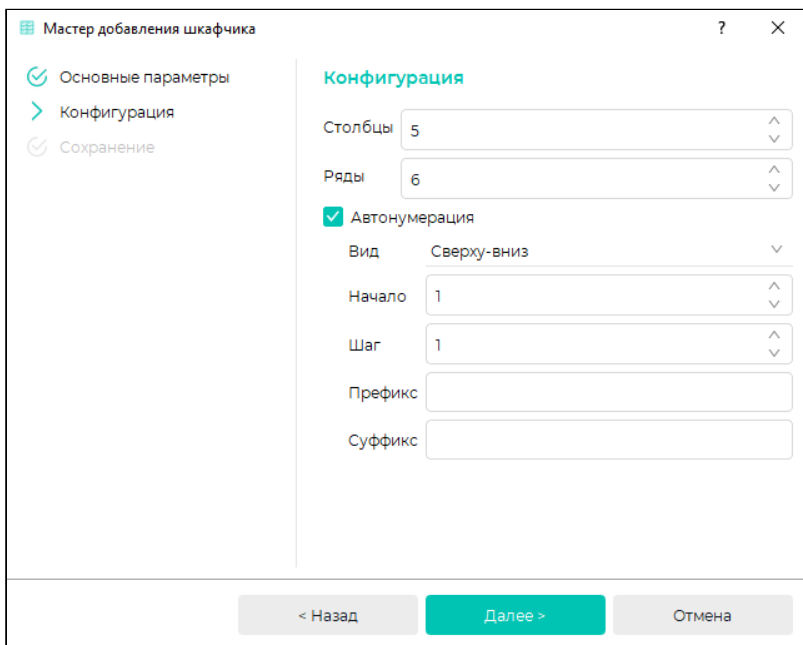 Мастер добавления шкафчика
?
Основные параметры
Конфигурация
Сохранение
Конфигурация
Столбцы 5
Ряды 6
Автонумерация
Вид Сверху-вниз
Начало 1
Шаг 1
Префикс
Суффикс
< Назад Далее > Отмена